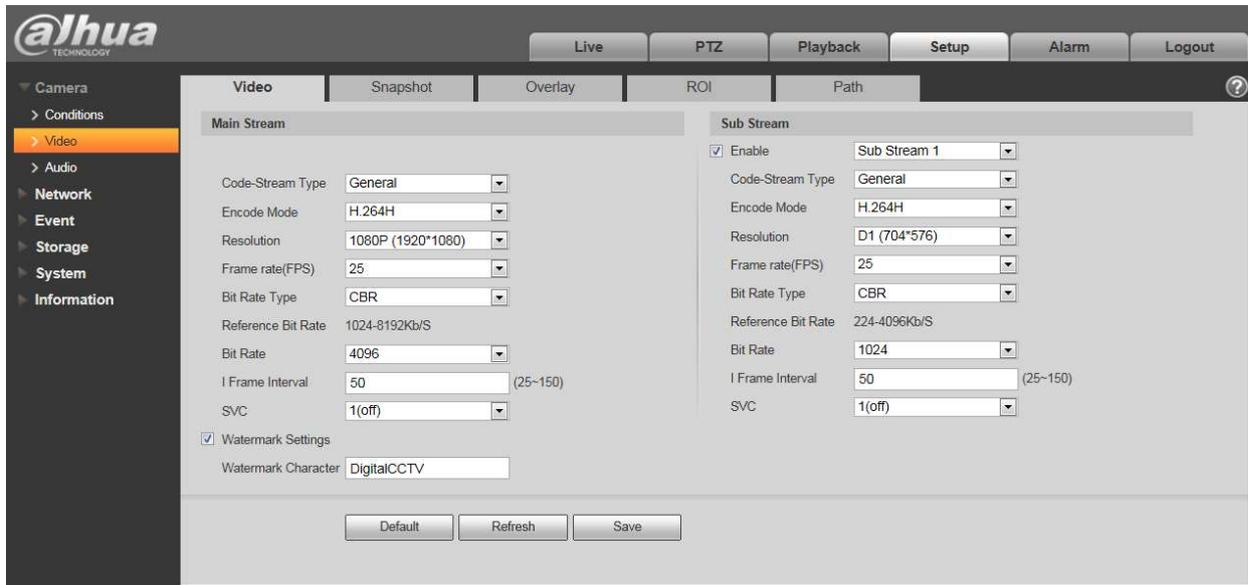 alhua
TECHNOLOGY
Live PTZ Playback Setup Alarm Logout
Camera
Conditions
Video
Audio
Network
Event
Storage
System
Information
Video Snapshot Overlay ROI Path
?
Main Stream
Code-Stream Type General
Encode Mode H.264H
Resolution 1080P (1920*1080)
Frame rate(FPS) 25
Bit Rate Type CBR
Reference Bit Rate 1024-8192Kb/S
Bit Rate 4096
I Frame Interval 50 (25~150)
SVC 1(off)
Watermark Settings
Watermark Character DigitalCCTV
Sub Stream
Enable Sub Stream 1
Code-Stream Type General
Encode Mode H.264H
Resolution D1 (704*576)
Frame rate(FPS) 25
Bit Rate Type CBR
Reference Bit Rate 224-4096Kb/S
Bit Rate 1024
I Frame Interval 50 (25~150)
SVC 1(off)
Default Refresh Save